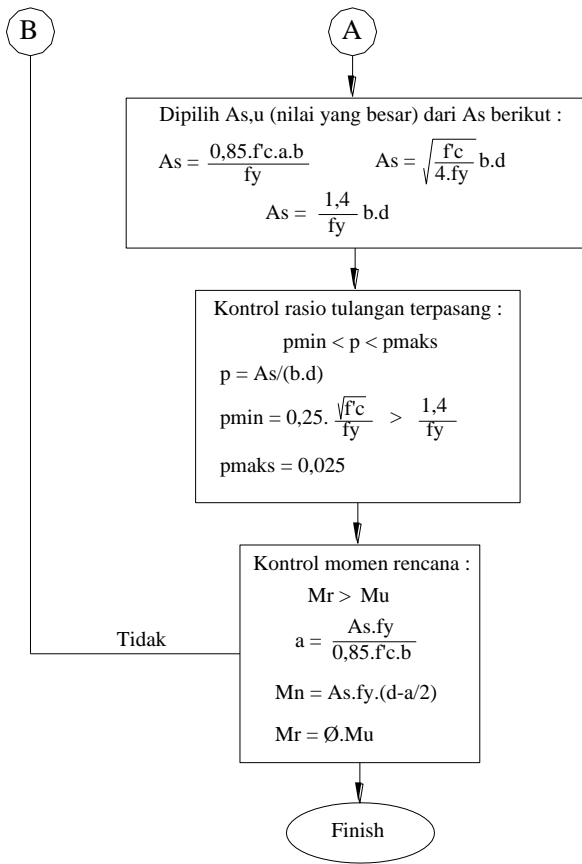 B A
Dipilih As,u (nilai yang besar) dari As berikut :
As = 0,85.f'c.a.b / fy As = √(f'c / 4.fy) b.d
As = 1,4 / fy b.d
Kontrol rasio tulangan terpasang :
pmin < p < pmaks
p = As/(b.d)
pmin = 0,25. √f'c / fy > 1,4 / fy
pmaks = 0,025
Kontrol momen rencana :
Mr > Mu
Tidak
a = As.fy / 0,85.f'c.b
Mn = As.fy.(d-a/2)
Mr = Ø.Mu
Finish